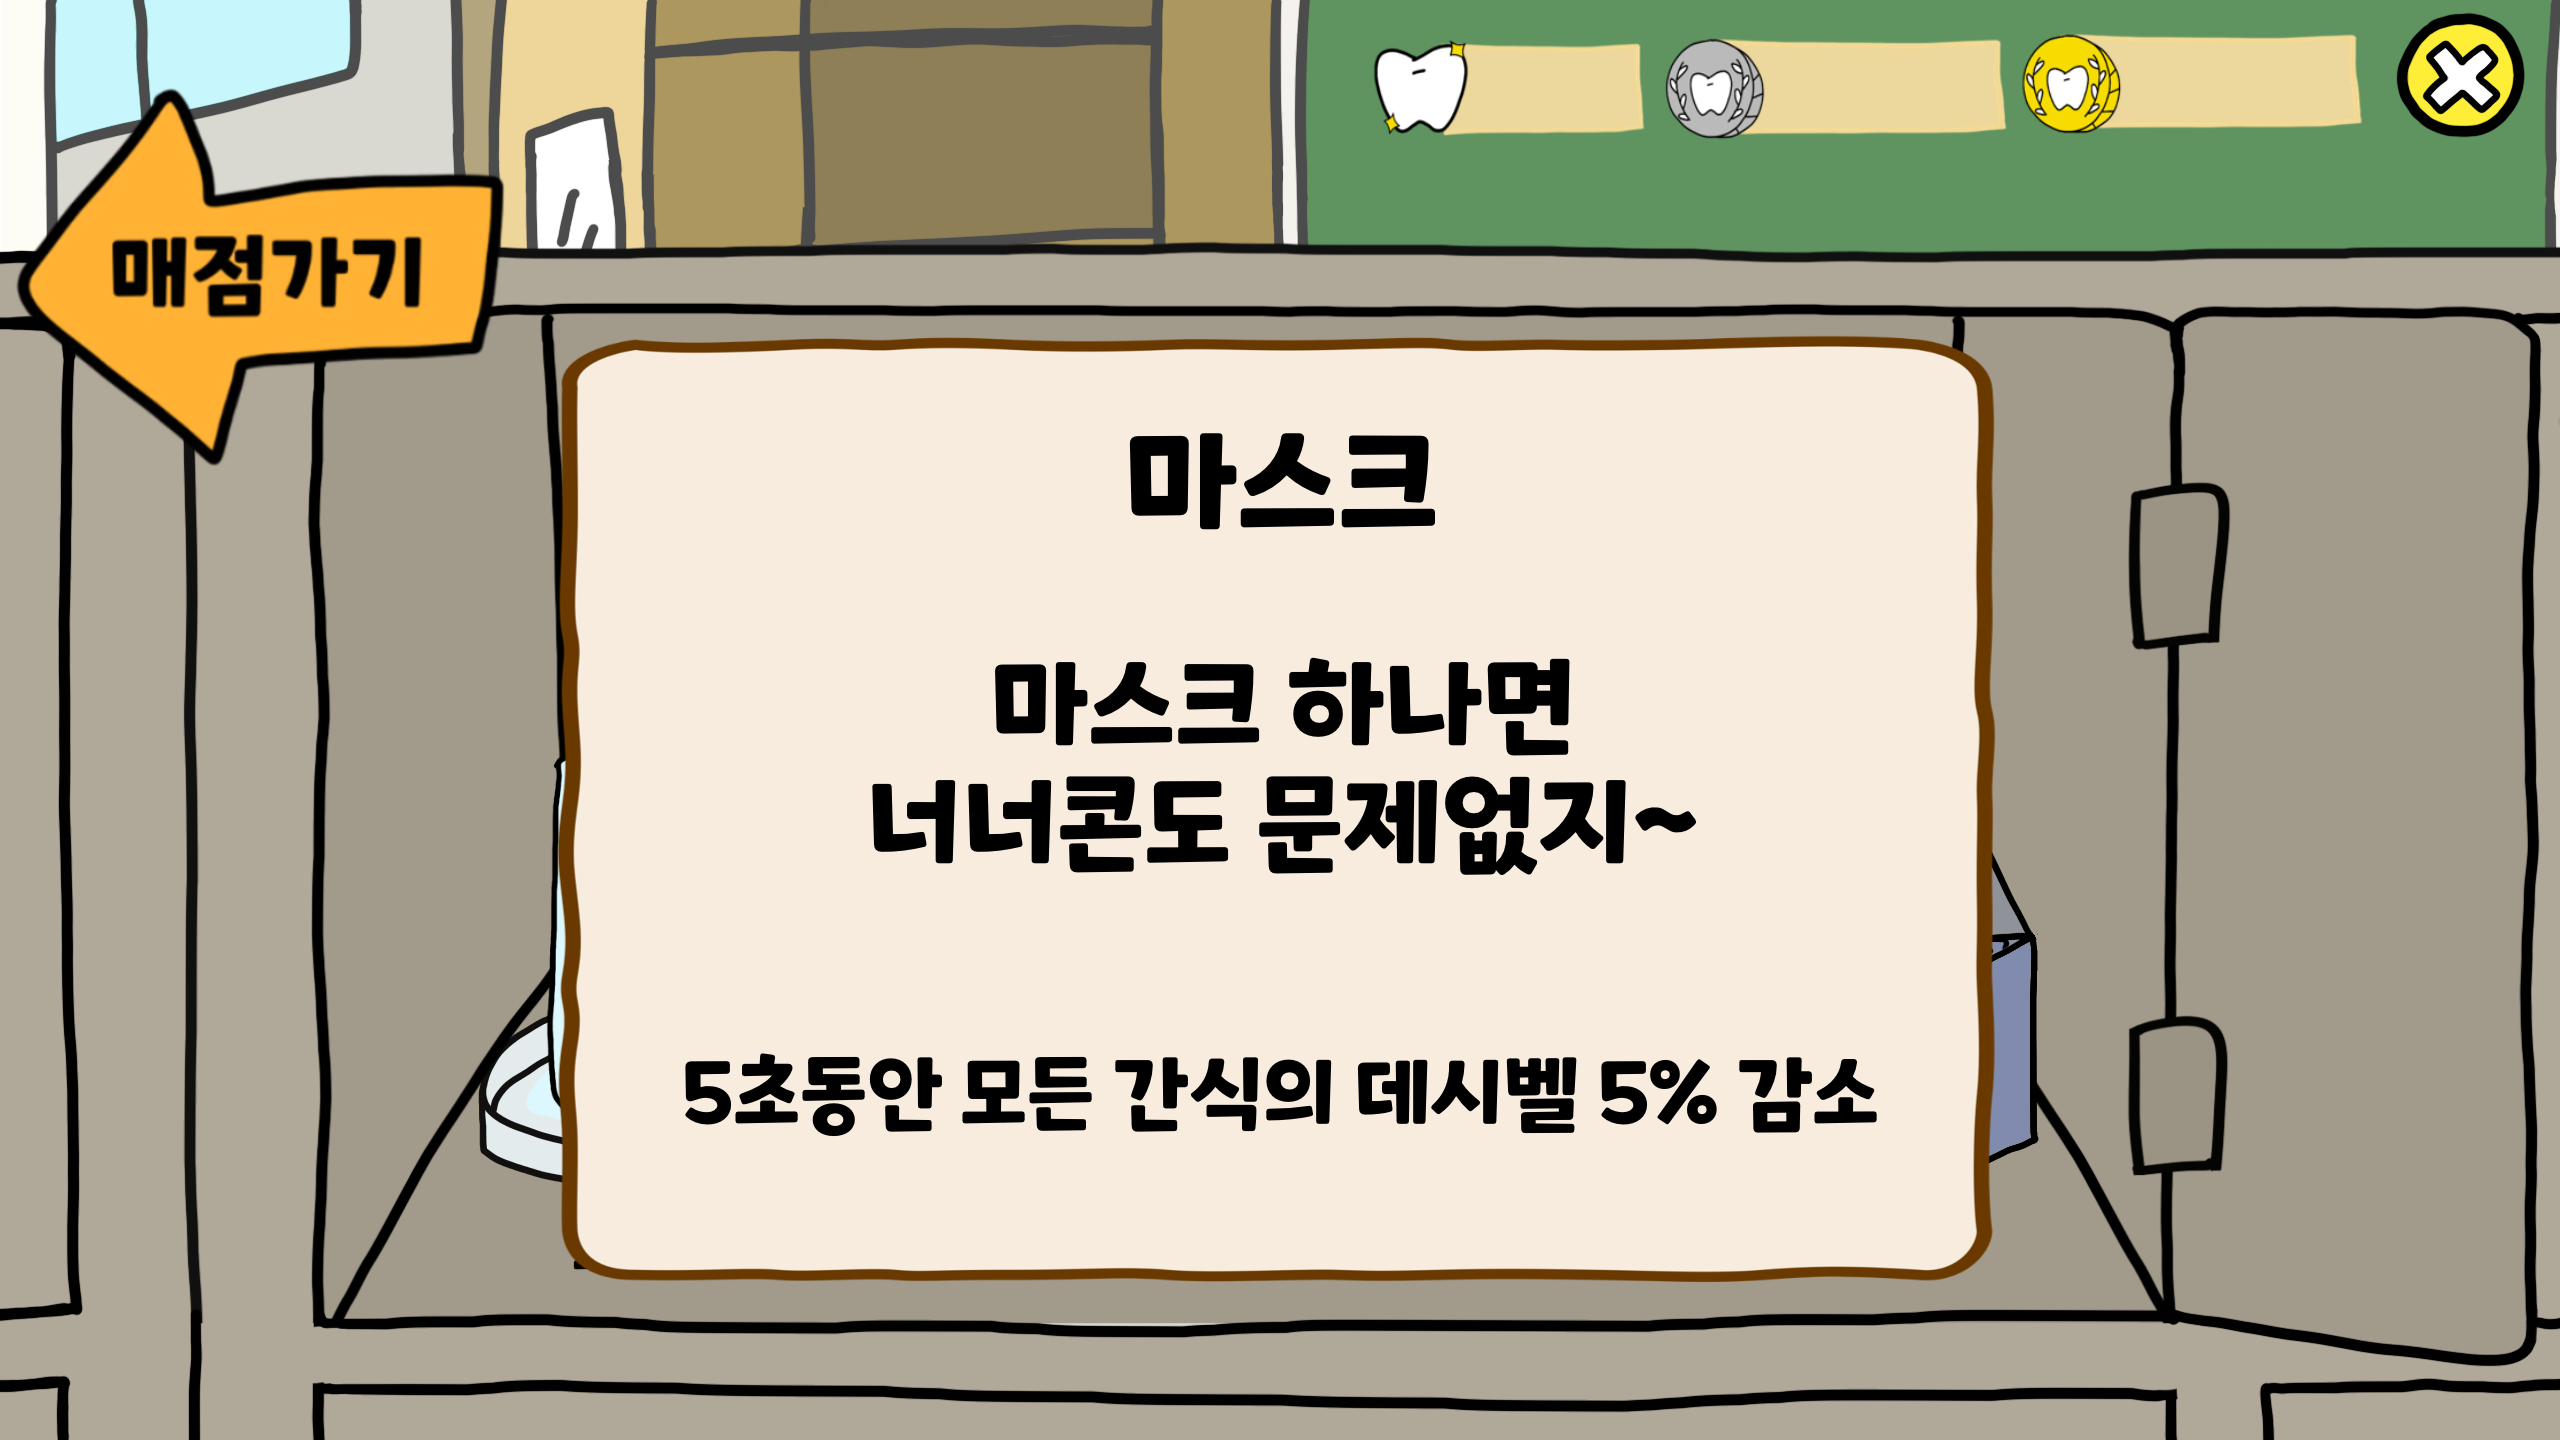 매점가기
마스크
마스크 하나면
너너콘도 문제없지~
5초동안 모든 간식의 데시벨 5% 감소